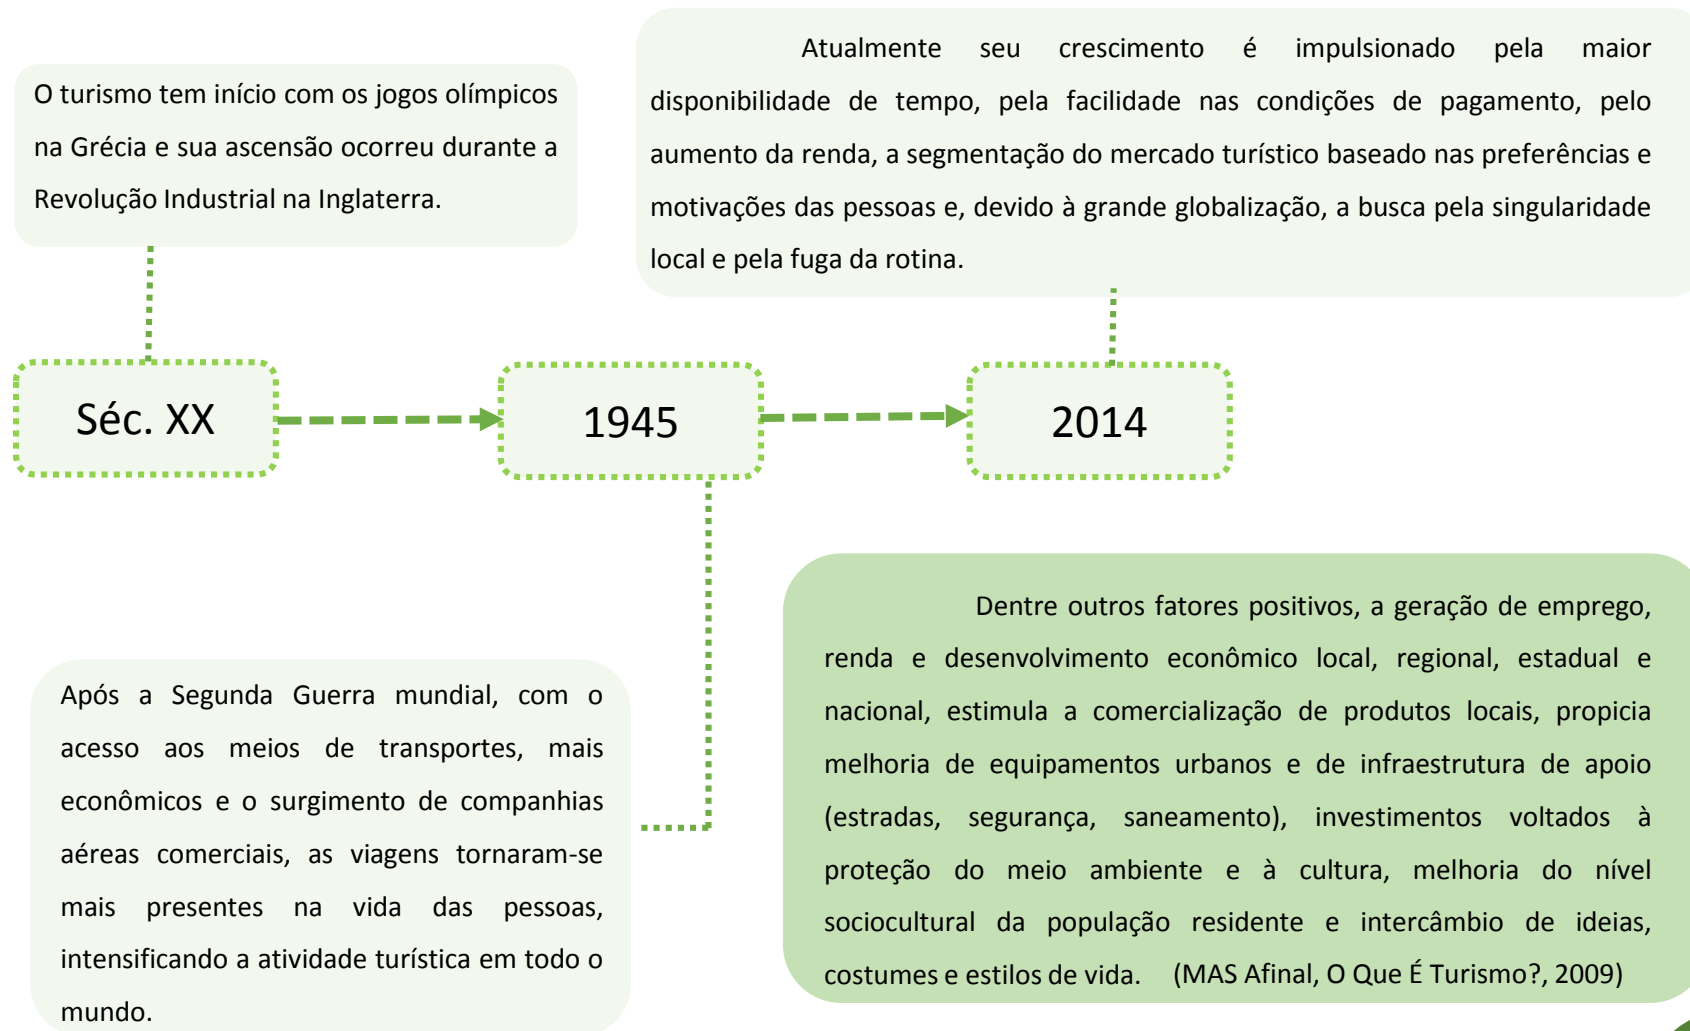 O turismo tem início com os jogos olímpicos
na Grécia e sua ascensão ocorreu durante a
Revolução Industrial na Inglaterra.
Atualmente seu crescimento é impulsionado pela maior
disponibilidade de tempo, pela facilidade nas condições de pagamento, pelo
aumento da renda, a segmentação do mercado turístico baseado nas preferências e
motivações das pessoas e, devido à grande globalização, a busca pela singularidade
local e pela fuga da rotina.
Séc. XX
1945
2014
Após a Segunda Guerra mundial, com o
acesso aos meios de transportes, mais
econômicos e o surgimento de companhias
aéreas comerciais, as viagens tornaram-se
mais presentes na vida das pessoas,
intensificando a atividade turística em todo o
mundo.
Dentre outros fatores positivos, a geração de emprego,
renda e desenvolvimento econômico local, regional, estadual e
nacional, estimula a comercialização de produtos locais, propicia
melhoria de equipamentos urbanos e de infraestrutura de apoio
(estradas, segurança, saneamento), investimentos voltados à
proteção do meio ambiente e à cultura, melhoria do nível
sociocultural da população residente e intercâmbio de ideias,
costumes e estilos de vida. (MAS Afinal, O Que É Turismo?, 2009)